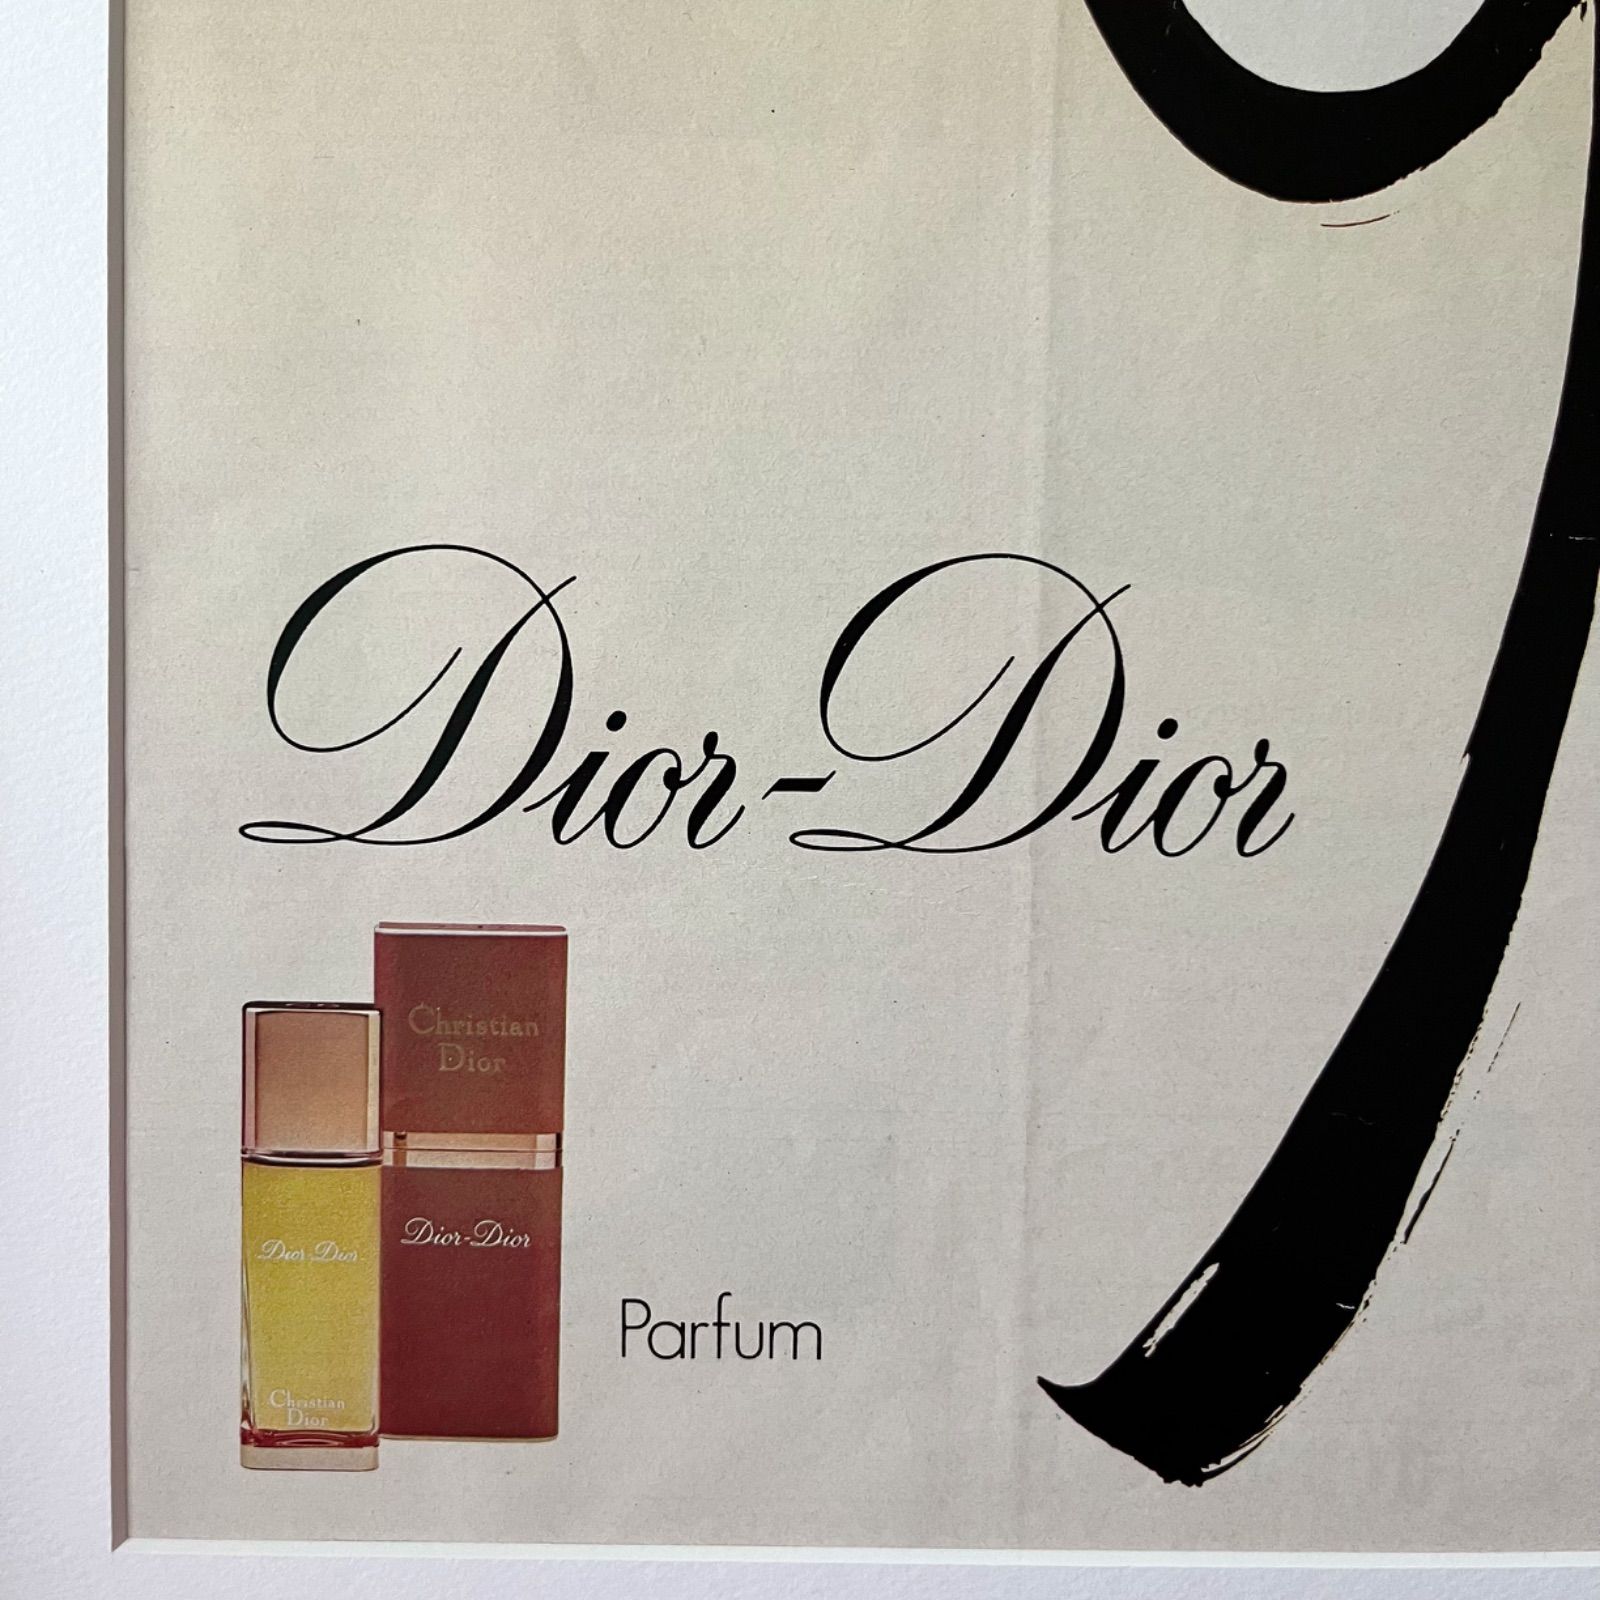 Dior-Dior
Christian
Dior
Dior-Dior
Dior-Dior
Christian
Dior
Parfum